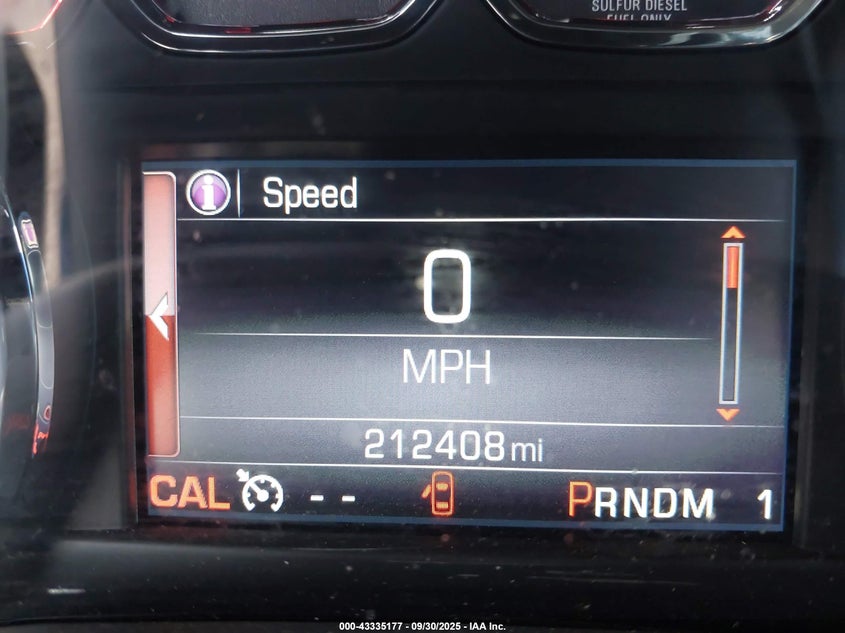 SULFUR DIESEL
FUEL ONLY
i Speed
0
MPH
212408 mi
CAL -- PRNDM 1
000-43335177 - 09/30/2025 - IAA Inc.